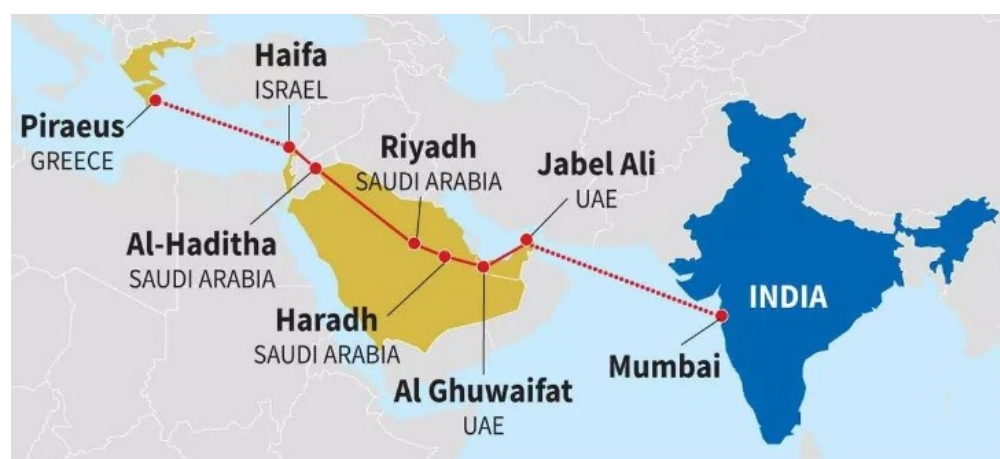 Haifa
ISRAEL
Piraeus
GREECE
Riyadh
SAUDI ARABIA
Jabel Ali
UAE
Al-Haditha
SAUDI ARABIA
INDIA
Haradh
SAUDI ARABIA
Mumbai
Al Ghuwaifat
UAE